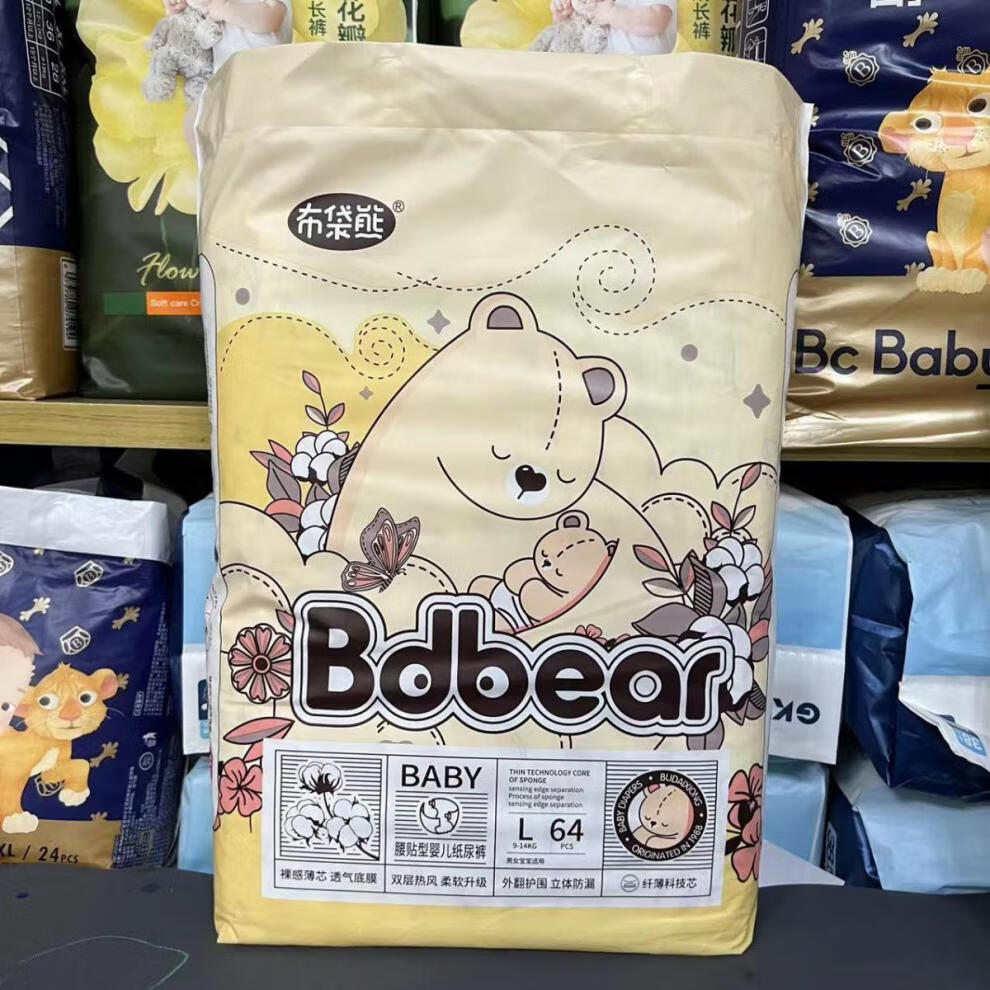 长裤
花瓣
36
28
布袋熊®
Flow
Soft care
B
B
B
Bc Baby
Bdbear
BABY
腰贴型婴儿纸尿裤
THIN TECHNOLOGY CORE
OF SPONGE
sensing edge separation
Process of sponge
sensing edge separation
L 64
9-14KG PCS
男女宝宝适用
BABY DIAPERS • BUDAIXIONG • ORIGINATED IN 1988
裸感薄芯 透气底膜
双层热风 柔软升级
外翻护围 立体防漏
纤薄科技芯
GK
XL / 24PCS